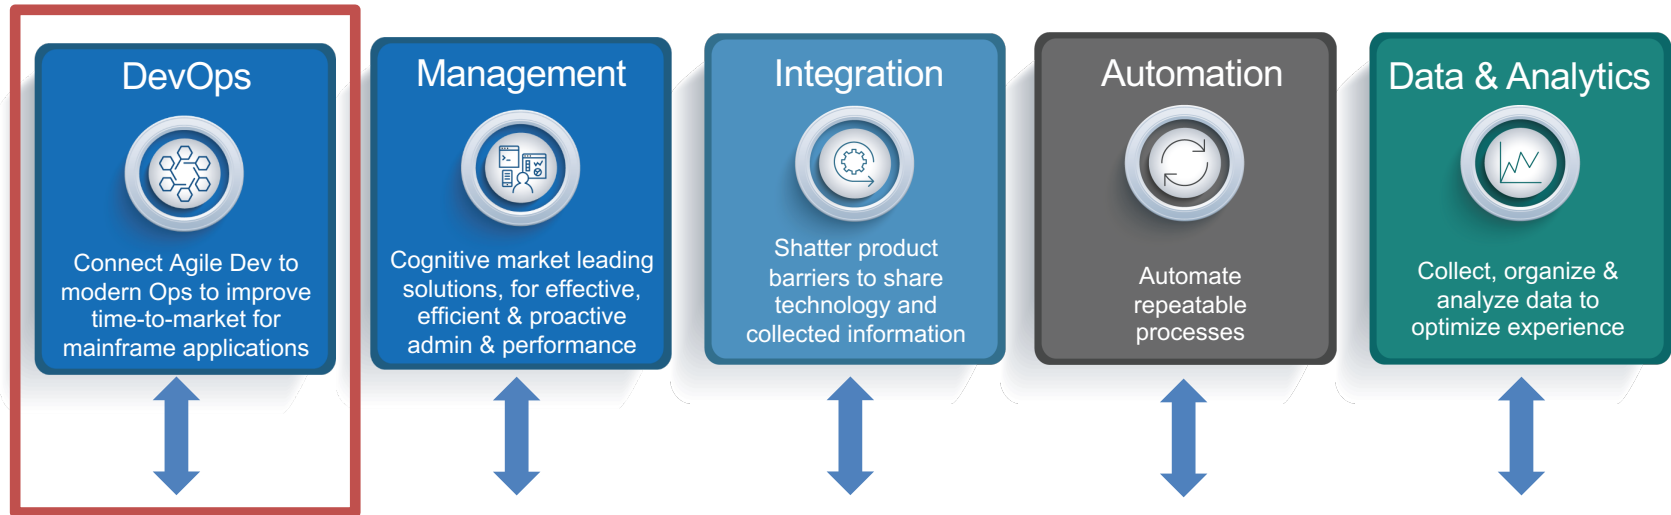 DevOps
Connect Agile Dev to
modern Ops to improve
time-to-market for
mainframe applications
Management
Cognitive market leading
solutions, for effective,
efficient & proactive
admin & performance
Integration
Shatter product
barriers to share
technology and
collected information
Automation
Automate
repeatable
processes
Data & Analytics
Collect, organize &
analyze data to
optimize experience